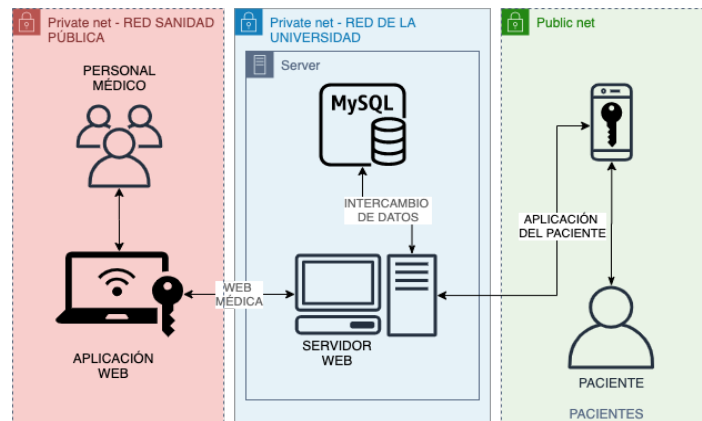 Private net - RED SANIDAD
PÚBLICA
PERSONAL
MÉDICO
APLICACIÓN
WEB
WEB
MÉDICA
Private net - RED DE LA
UNIVERSIDAD
Server
MySQL
INTERCAMBIO
DE DATOS
SERVIDOR
WEB
Public net
APLICACIÓN
DEL PACIENTE
PACIENTE
PACIENTES